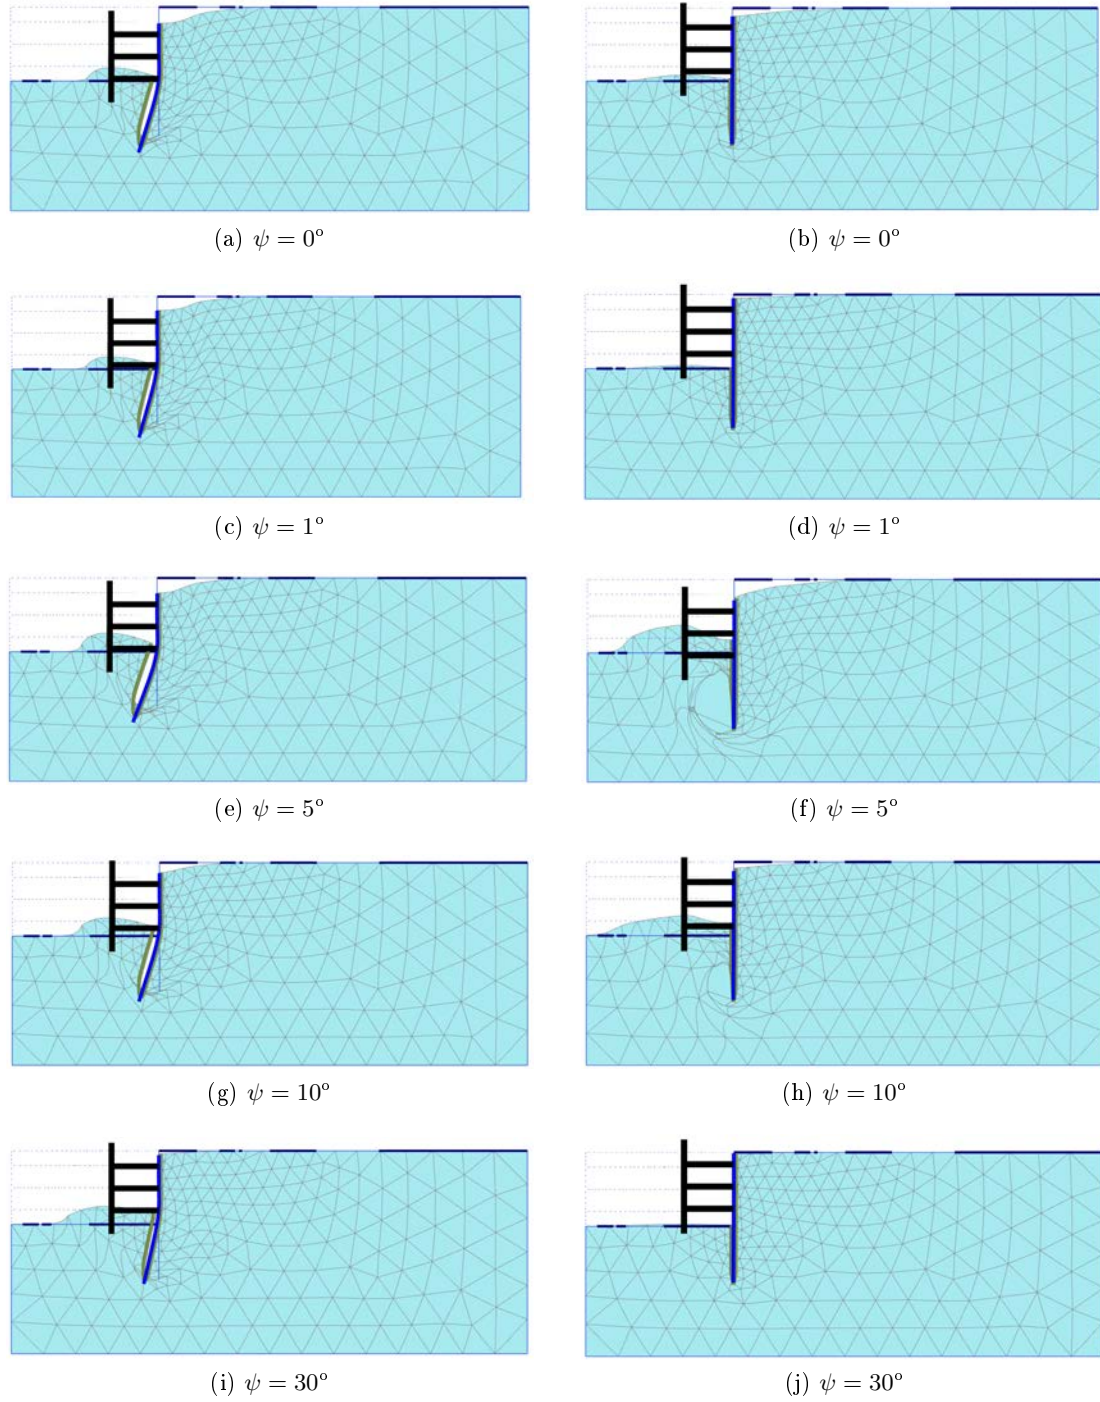 (a) ψ = 0° (b) ψ = 0°
(c) ψ = 1° (d) ψ = 1°
(e) ψ = 5° (f) ψ = 5°
(g) ψ = 10° (h) ψ = 10°
(i) ψ = 30° (j) ψ = 30°